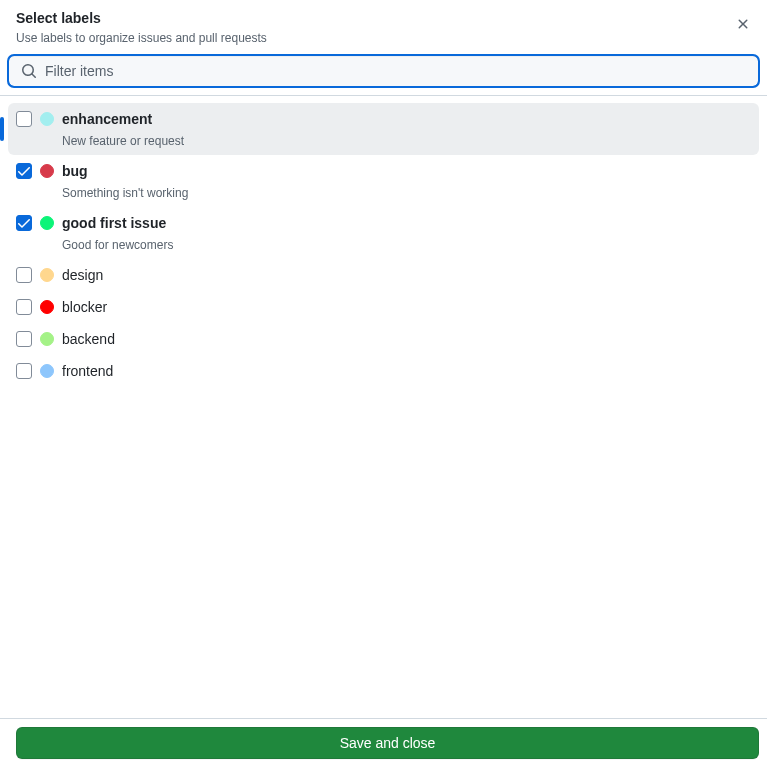 Select labels
Use labels to organize issues and pull requests
Filter items
enhancement
New feature or request
bug
Something isn't working
good first issue
Good for newcomers
design
blocker
backend
frontend
Save and close